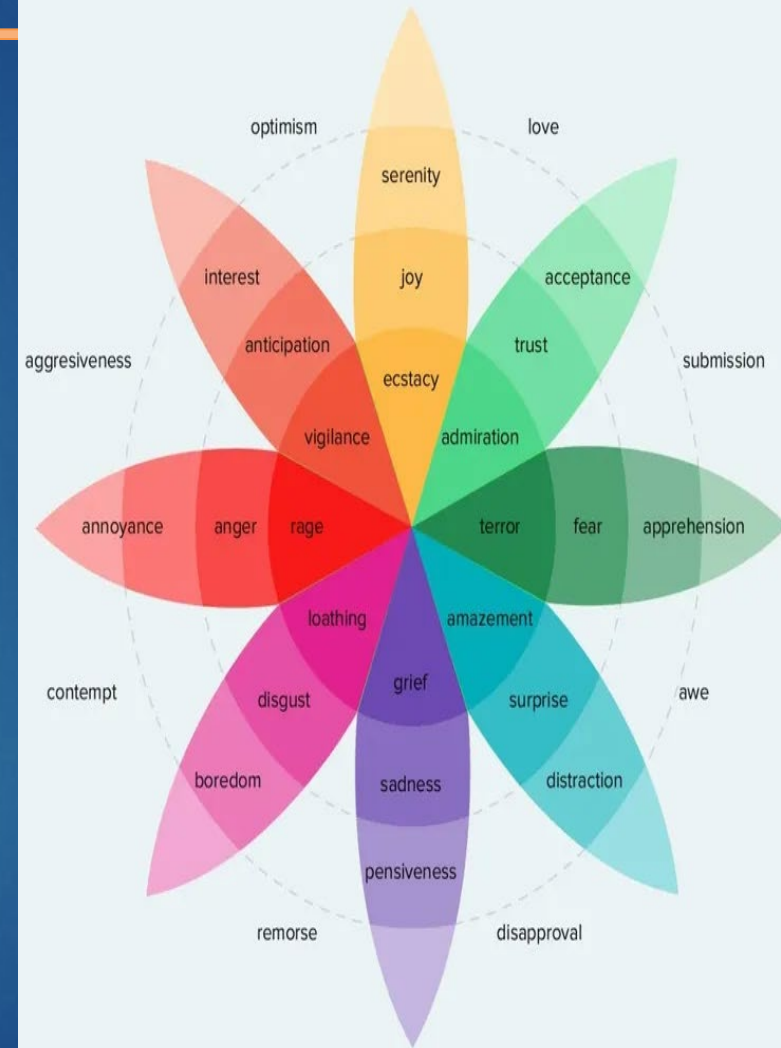 optimism love
serenity
interest joy acceptance
anticipation trust
aggresiveness submission
ecstacy
vigilance admiration
annoyance anger rage terror fear apprehension
loathing amazement
grief
contempt disgust surprise awe
boredom sadness distraction
pensiveness
remorse disapproval